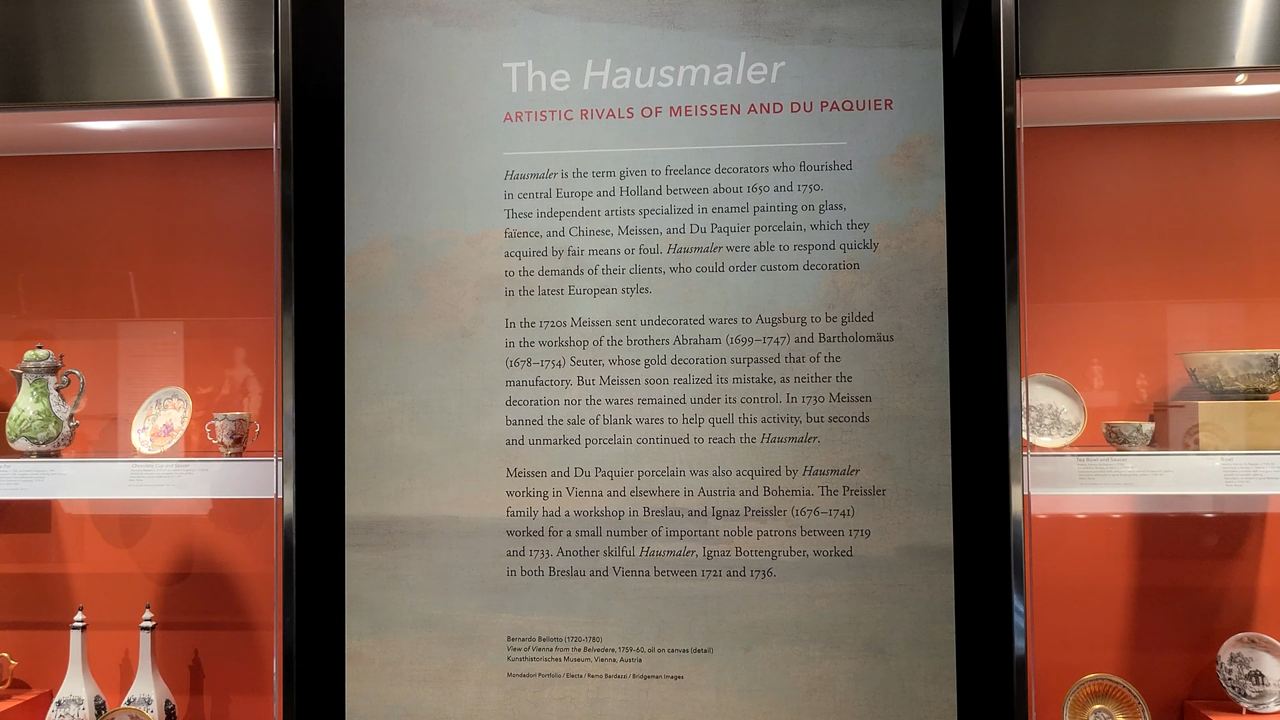 The Hausmaler
ARTISTIC RIVALS OF MEISSEN AND DU PAQUIER
Hausmaler is the term given to freelance decorators who flourished
in central Europe and Holland between about 1650 and 1750.
These independent artists specialized in enamel painting on glass,
faïence, and Chinese, Meissen, and Du Paquier porcelain, which they
acquired by fair means or foul. Hausmaler were able to respond quickly
to the demands of their clients, who could order custom decoration
in the latest European styles.
In the 1720s Meissen sent undecorated wares to Augsburg to be gilded
in the workshop of the brothers Abraham (1699–1747) and Bartholomäus
(1678–1754) Seuter, whose gold decoration surpassed that of the
manufactory. But Meissen soon realized its mistake, as neither the
decoration nor the wares remained under its control. In 1730 Meissen
banned the sale of blank wares to help quell this activity, but seconds
and unmarked porcelain continued to reach the Hausmaler.
Meissen and Du Paquier porcelain was also acquired by Hausmaler
working in Vienna and elsewhere in Austria and Bohemia. The Preissler
family had a workshop in Breslau, and Ignaz Preissler (1676–1741)
worked for a small number of important noble patrons between 1719
and 1733. Another skilful Hausmaler, Ignaz Bottengruber, worked
in both Breslau and Vienna between 1721 and 1736.
Bernardo Bellotto (1720-1780)
View of Vienna from the Belvedere, 1759-60, oil on canvas (detail)
Kunsthistorisches Museum, Vienna, Austria
Mondadori Portfolio / Electa / Remo Bardazzi / Bridgeman Images
Chocolate Cup and Saucer
Tea Bowl and Saucer
Bowl